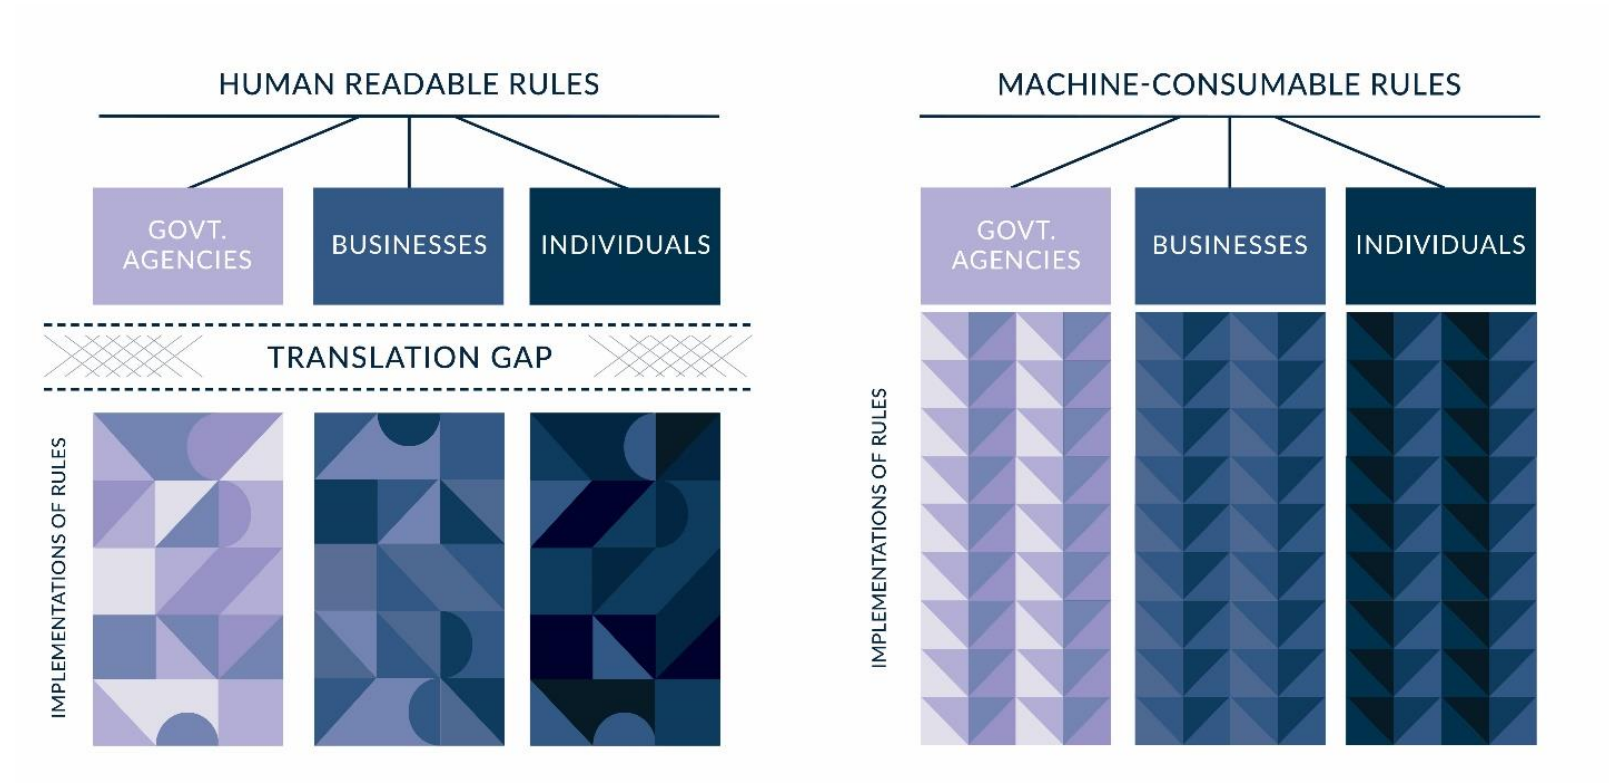 HUMAN READABLE RULES
GOVT.
AGENCIES
BUSINESSES
INDIVIDUALS
TRANSLATION GAP
IMPLEMENTATIONS OF RULES
MACHINE-CONSUMABLE RULES
GOVT.
AGENCIES
BUSINESSES
INDIVIDUALS
IMPLEMENTATIONS OF RULES